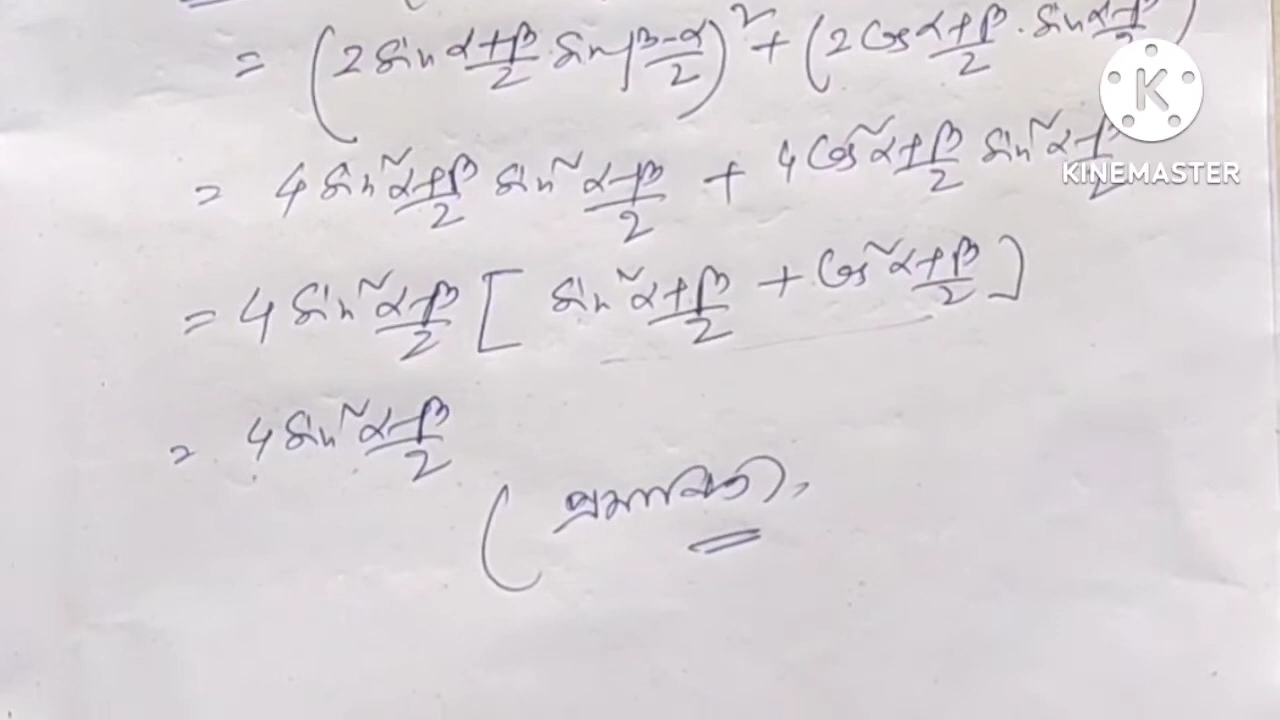 = (2 sin α+β/2 sin β-α/2)² + (2 cos α+β/2 . sin α-β/2)
= 4 sin² α+β/2 sin² α-β/2 + 4 cos² α+β/2 sin² α-β/2
= 4 sin² α-β/2 [ sin² α+β/2 + cos² α+β/2 ]
= 4 sin² α-β/2
(প্রমাণিত)
K
KINEMASTER